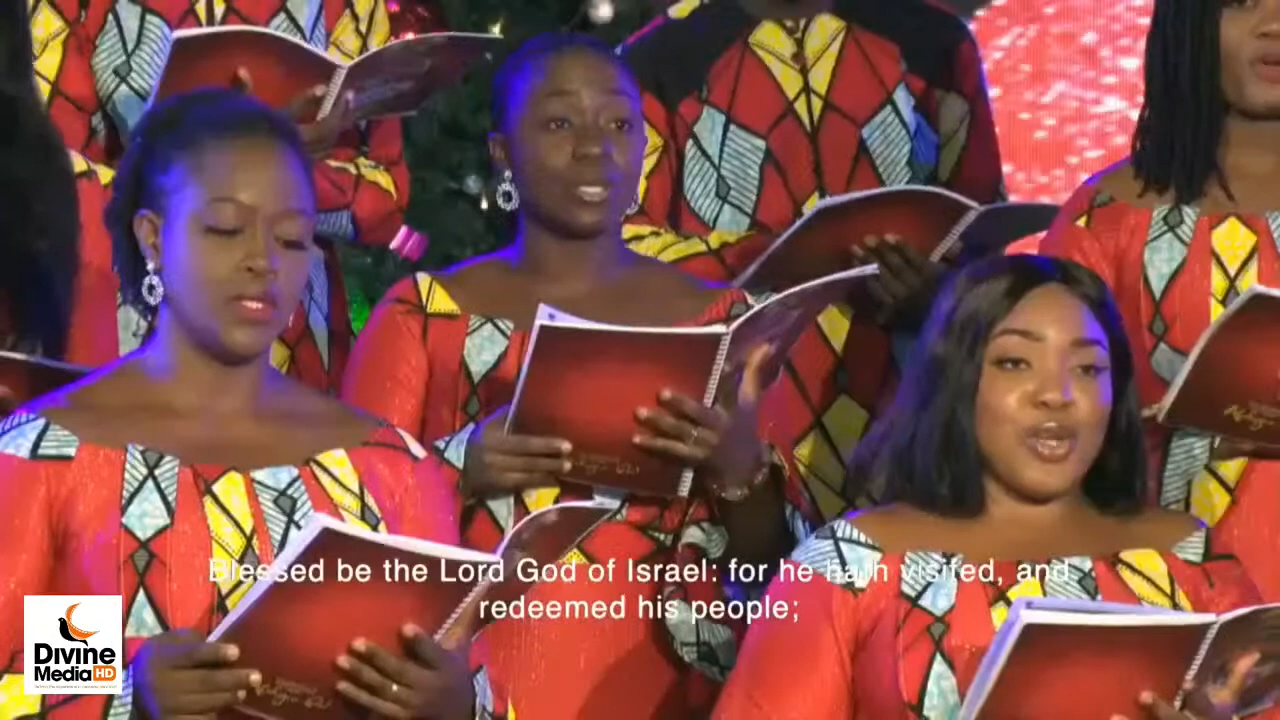 Blessed be the Lord God of Israel: for he hath visited, and
redeemed his people;
Divine
Media HD